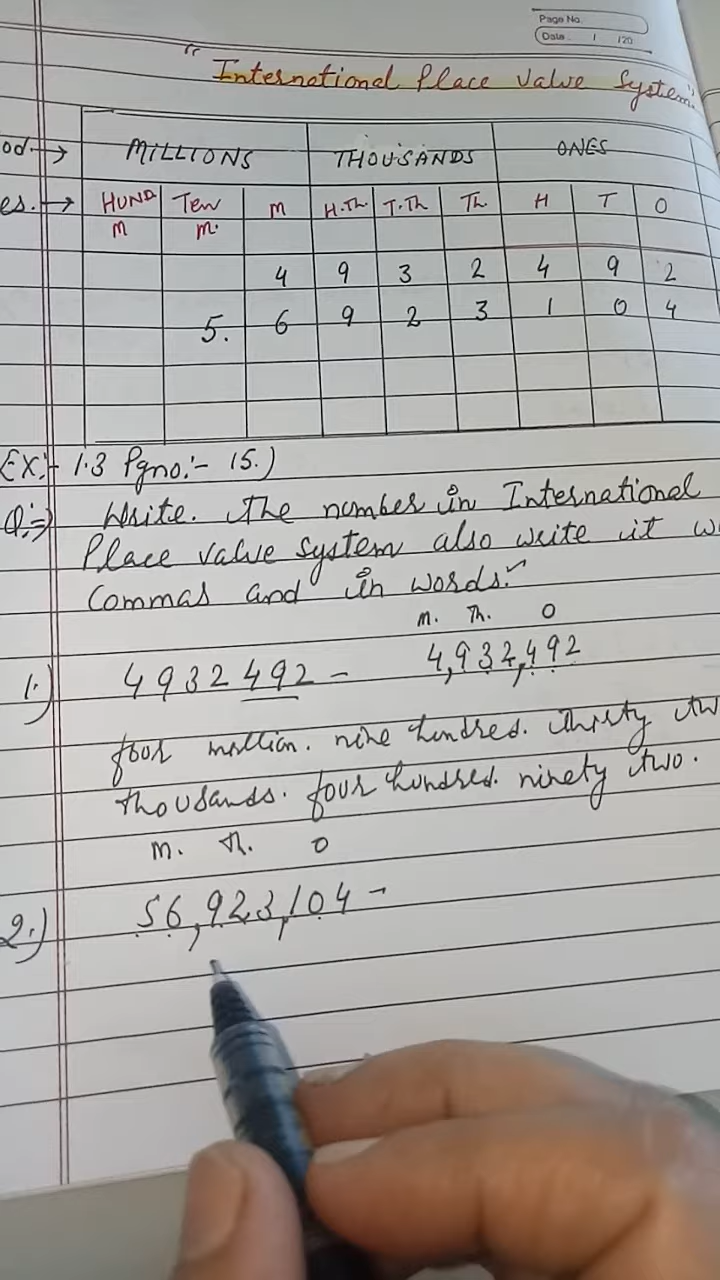 Page No.
Date / /20
"International Place Value System"
od. → MILLIONS THOUSANDS ONES
es. → HUND M Ten m. M H.Th T.Th Th H T O
4 9 3 2 4 9 2
5. 6 9 2 3 1 0 4
Ex:- 1.3 Pgno:- 15.)
Q:⇒ Write. The number in International
Place value system also write it w
Commas and in words.
m. Th. O
1.) 4932492 - 4,932,492
four million. nine hundred. thirty tw
thousands. four hundred. ninety two.
m. Th. O
2.) 56,923,104 -